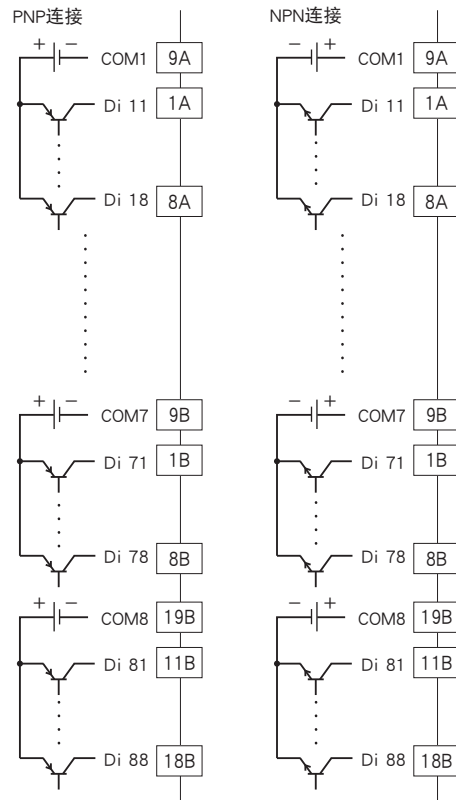 PNP连接
+ − COM1 9A
Di 11 1A
Di 18 8A
+ − COM7 9B
Di 71 1B
Di 78 8B
+ − COM8 19B
Di 81 11B
Di 88 18B
NPN连接
− + COM1 9A
Di 11 1A
Di 18 8A
− + COM7 9B
Di 71 1B
Di 78 8B
− + COM8 19B
Di 81 11B
Di 88 18B